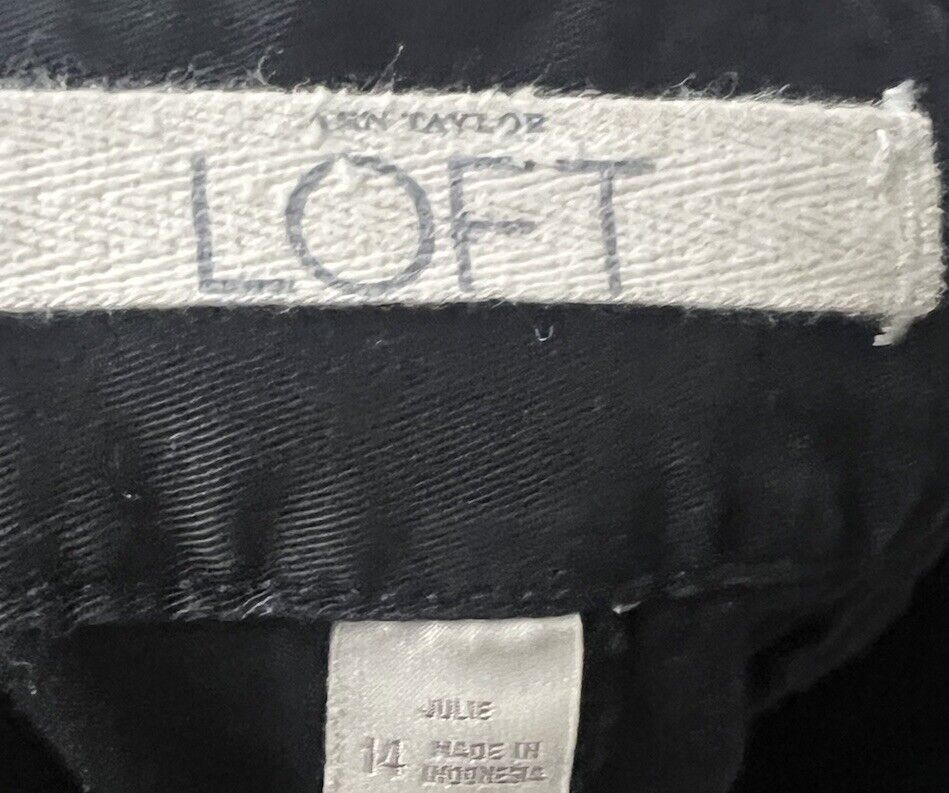 ANN TAYLOR
LOFT
JULIE
14 MADE IN
INDONESIA